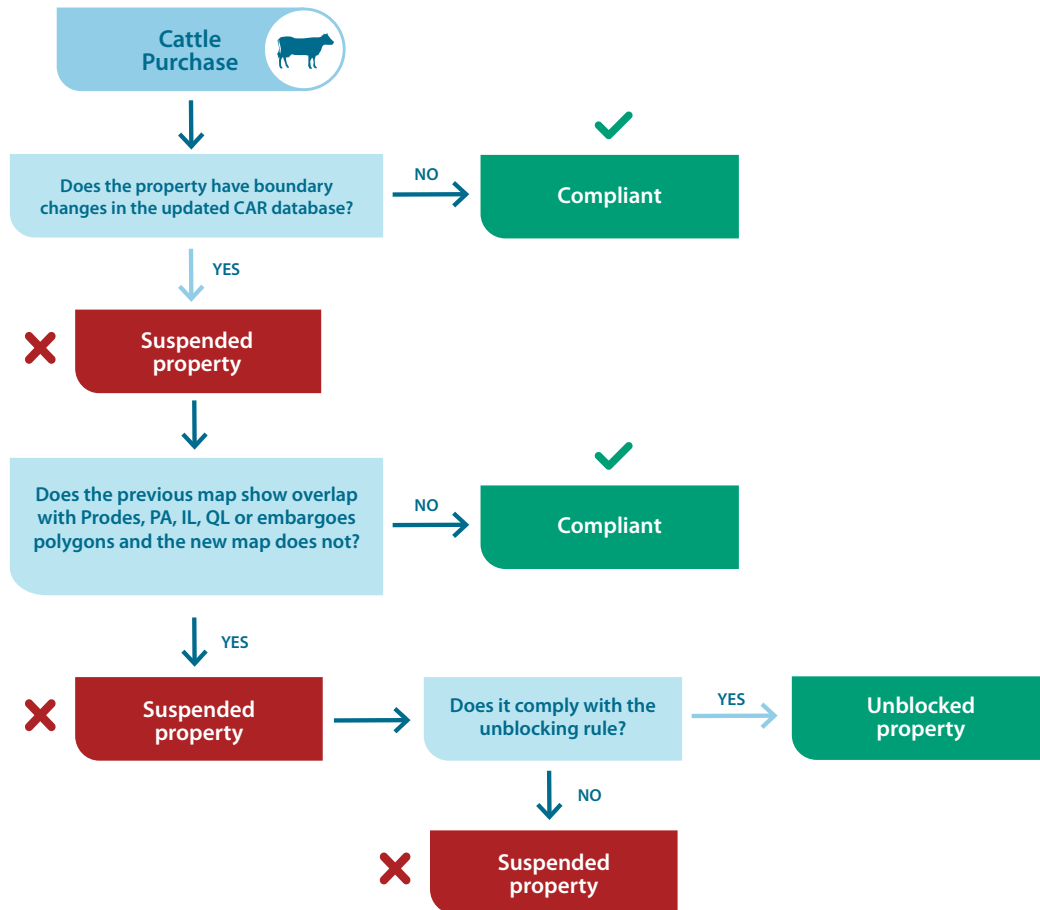 Cattle
Purchase
Does the property have boundary
changes in the updated CAR database?
NO
Compliant
YES
Suspended
property
Does the previous map show overlap
with Prodes, PA, IL, QL or embargoes
polygons and the new map does not?
NO
Compliant
YES
Suspended
property
Does it comply with the
unblocking rule?
YES
Unblocked
property
NO
Suspended
property